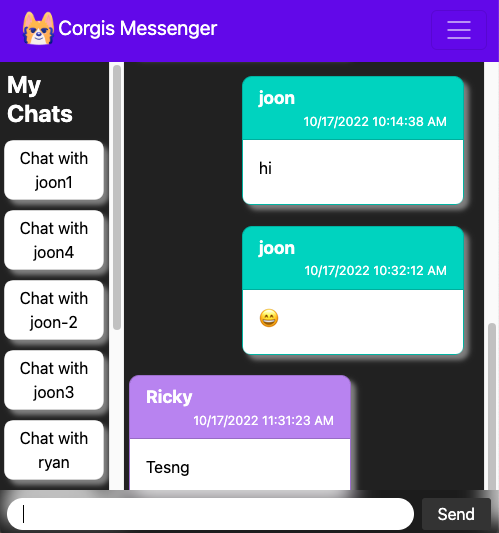 Corgis Messenger
My
Chats
Chat with
joon1
Chat with
joon4
Chat with
joon-2
Chat with
joon3
Chat with
ryan
joon
10/17/2022 10:14:38 AM
hi
joon
10/17/2022 10:32:12 AM
😄
Ricky
10/17/2022 11:31:23 AM
Tesng
Send